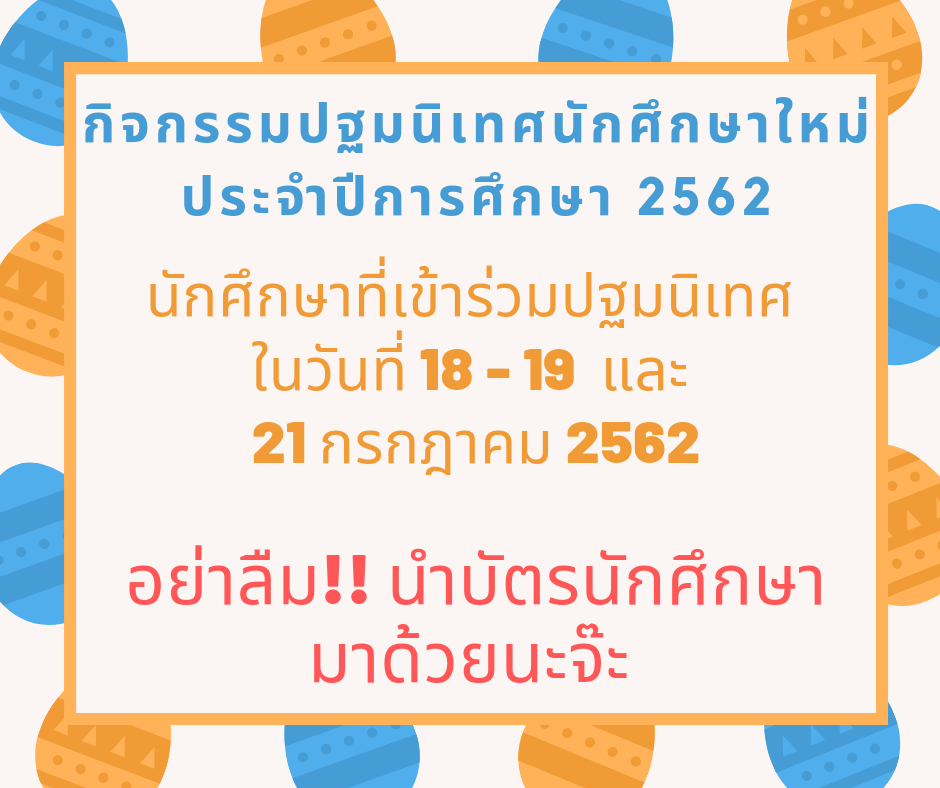 กิจกรรมปฐมนิเทศนักศึกษาใหม่
ประจำปีการศึกษา 2562
นักศึกษาที่เข้าร่วมปฐมนิเทศ
ในวันที่ 18 - 19 และ
21 กรกฎาคม 2562
อย่าลืม!! นำบัตรนักศึกษา
มาด้วยนะจ๊ะ